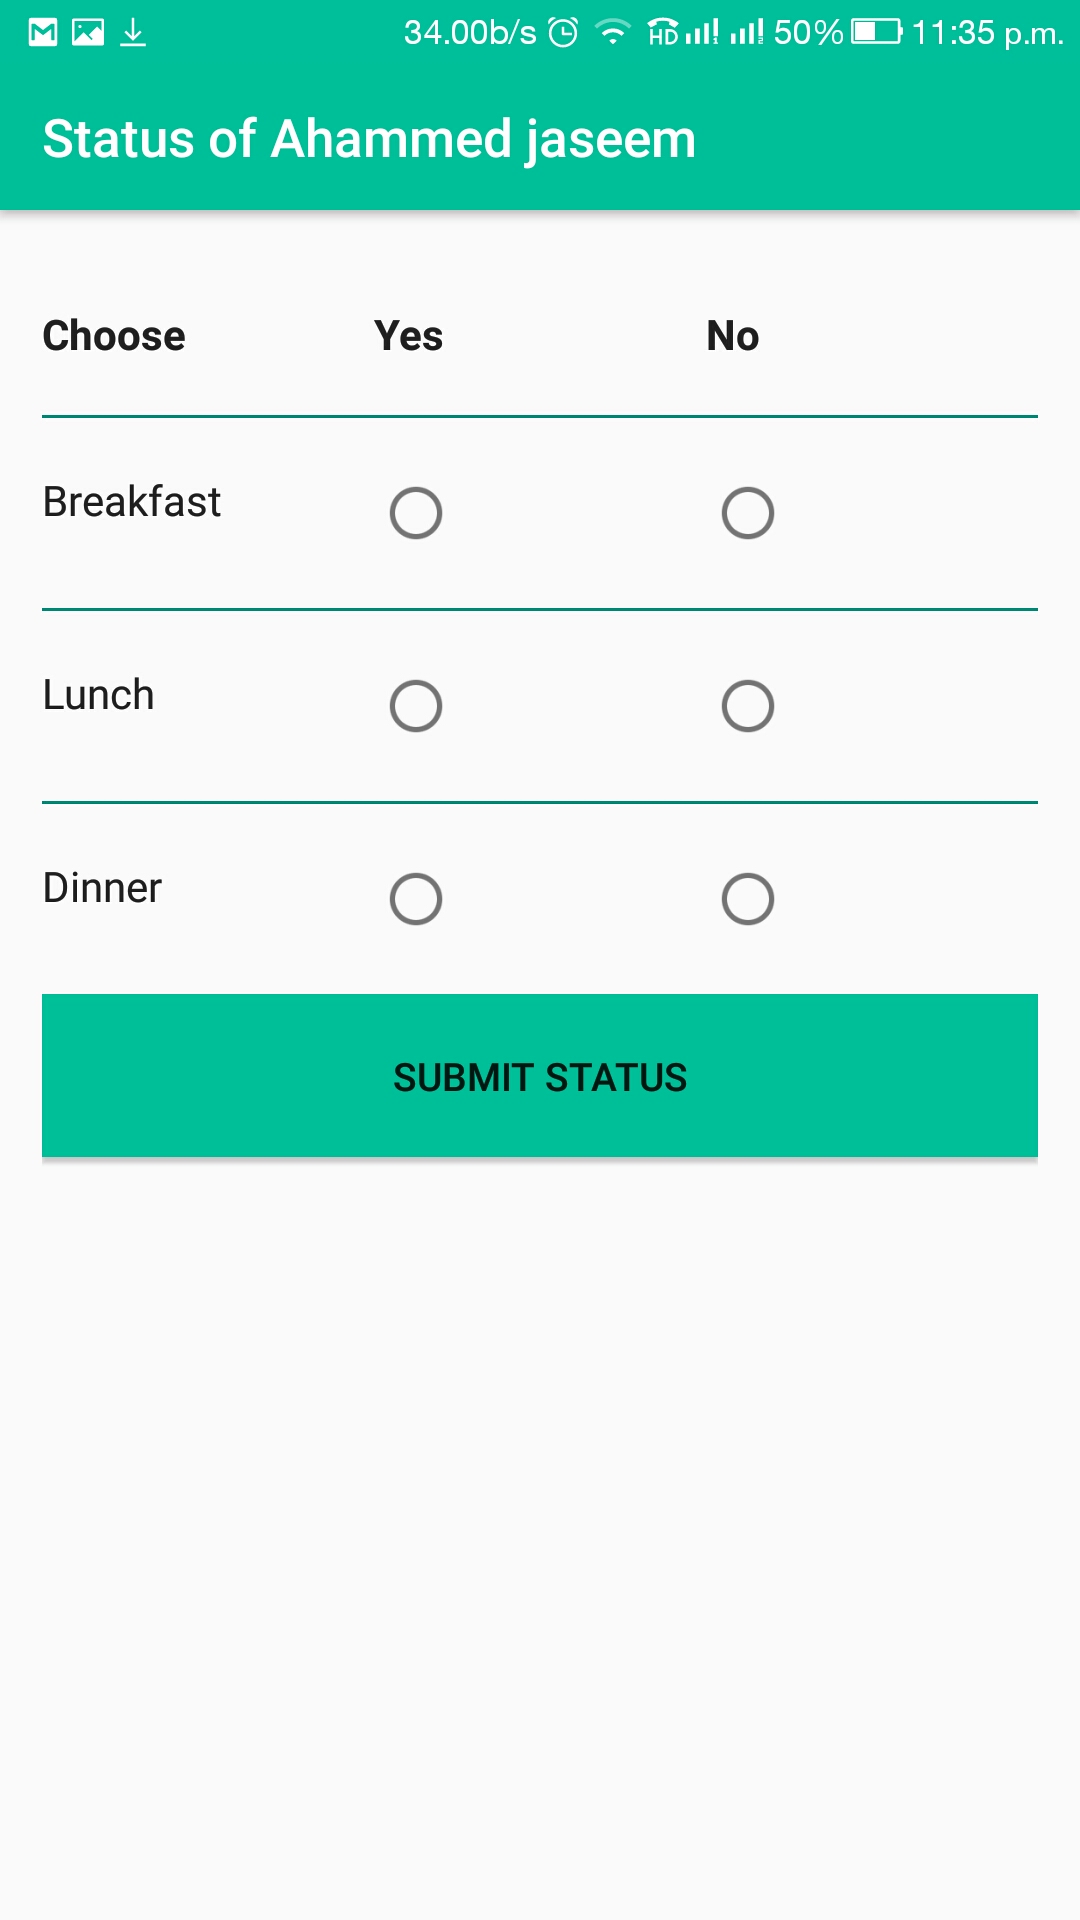 34.00b/s HD 50% 11:35 p.m.
Status of Ahammed jaseem
Choose Yes No
Breakfast
Lunch
Dinner
SUBMIT STATUS